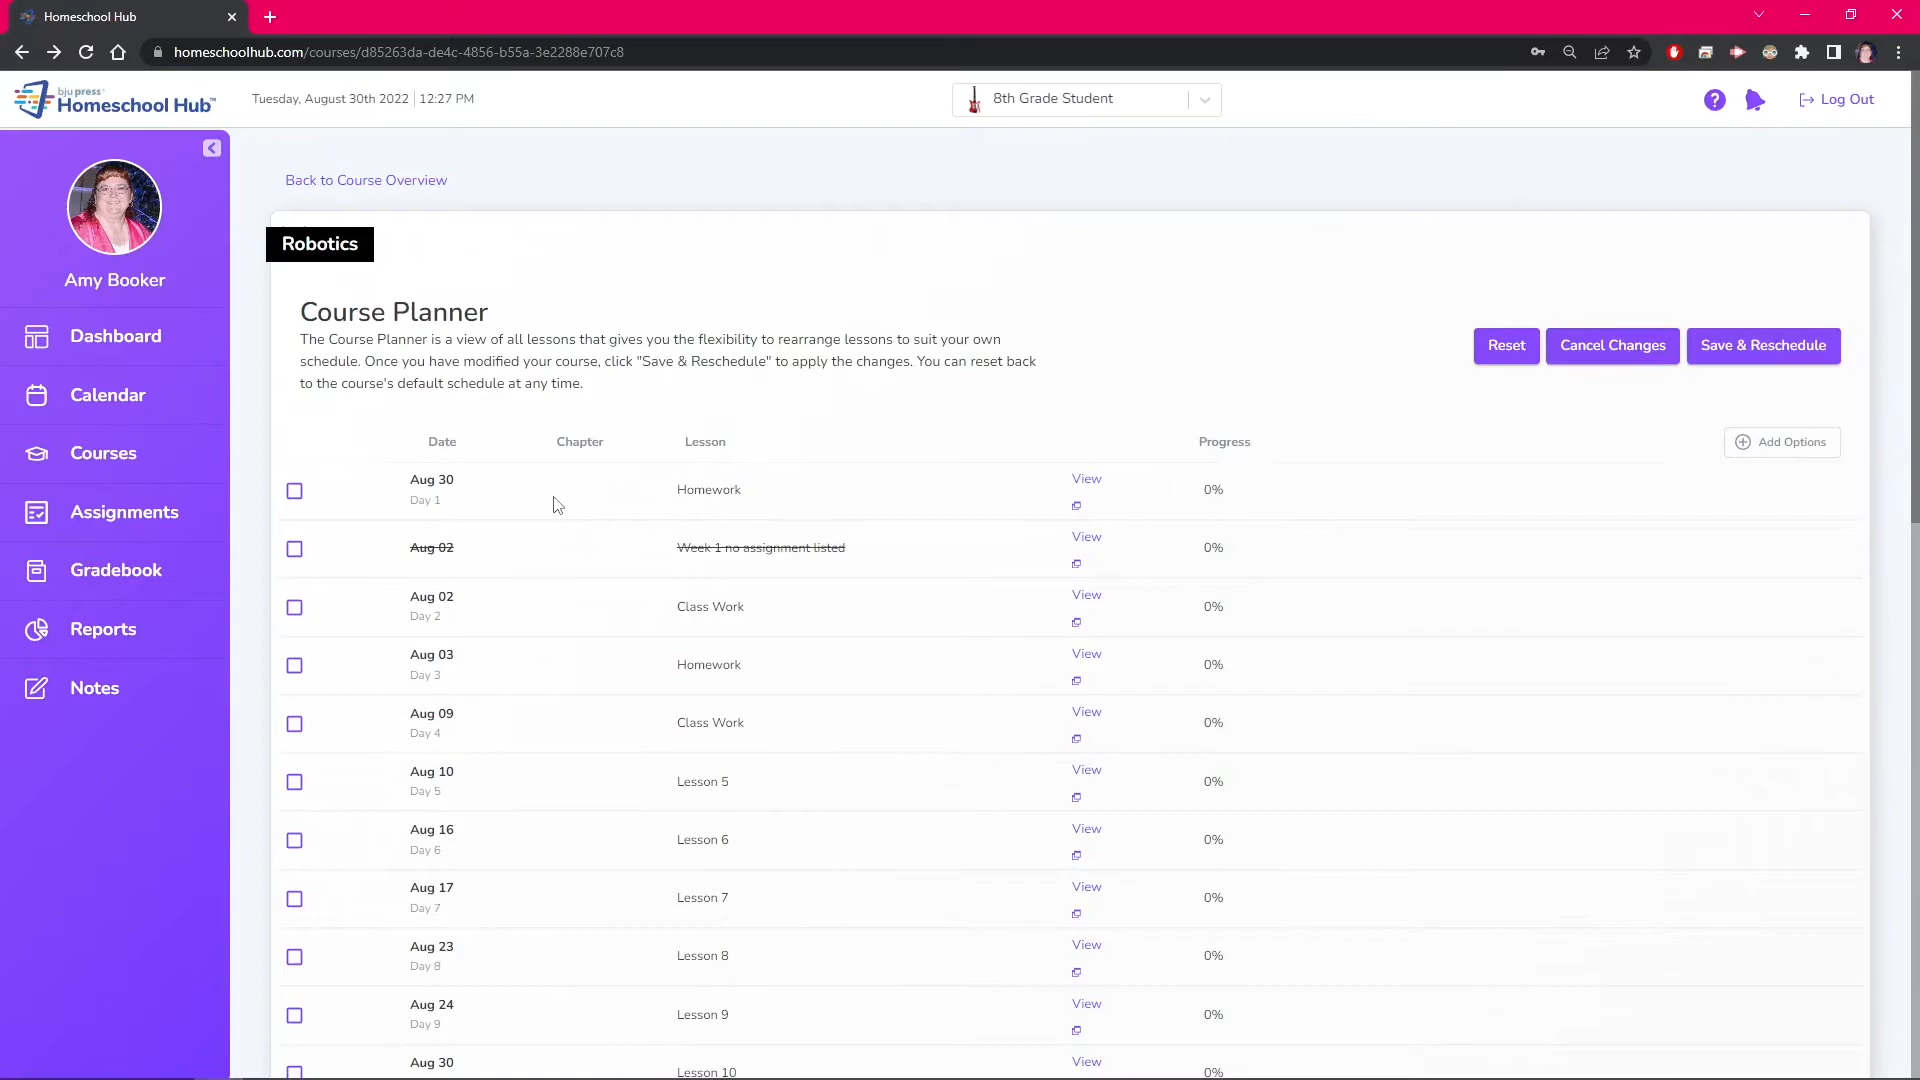 Homeschool Hub
homeschoolhub.com/courses/d85263da-de4c-4856-b55a-3e2288e707c8
bju press
Homeschool Hub™
Tuesday, August 30th 2022 | 12:27 PM
8th Grade Student
?
Log Out
Amy Booker
Dashboard
Calendar
Courses
Assignments
Gradebook
Reports
Notes
Back to Course Overview
Robotics
Course Planner
The Course Planner is a view of all lessons that gives you the flexibility to rearrange lessons to suit your own
schedule. Once you have modified your course, click "Save & Reschedule" to apply the changes. You can reset back
to the course's default schedule at any time.
Reset
Cancel Changes
Save & Reschedule
Date Chapter Lesson Progress
Add Options
Aug 30
Day 1
Homework
View
0%
Aug 02
Week 1 no assignment listed
View
0%
Aug 02
Day 2
Class Work
View
0%
Aug 03
Day 3
Homework
View
0%
Aug 09
Day 4
Class Work
View
0%
Aug 10
Day 5
Lesson 5
View
0%
Aug 16
Day 6
Lesson 6
View
0%
Aug 17
Day 7
Lesson 7
View
0%
Aug 23
Day 8
Lesson 8
View
0%
Aug 24
Day 9
Lesson 9
View
0%
Aug 30
Lesson 10
View
0%